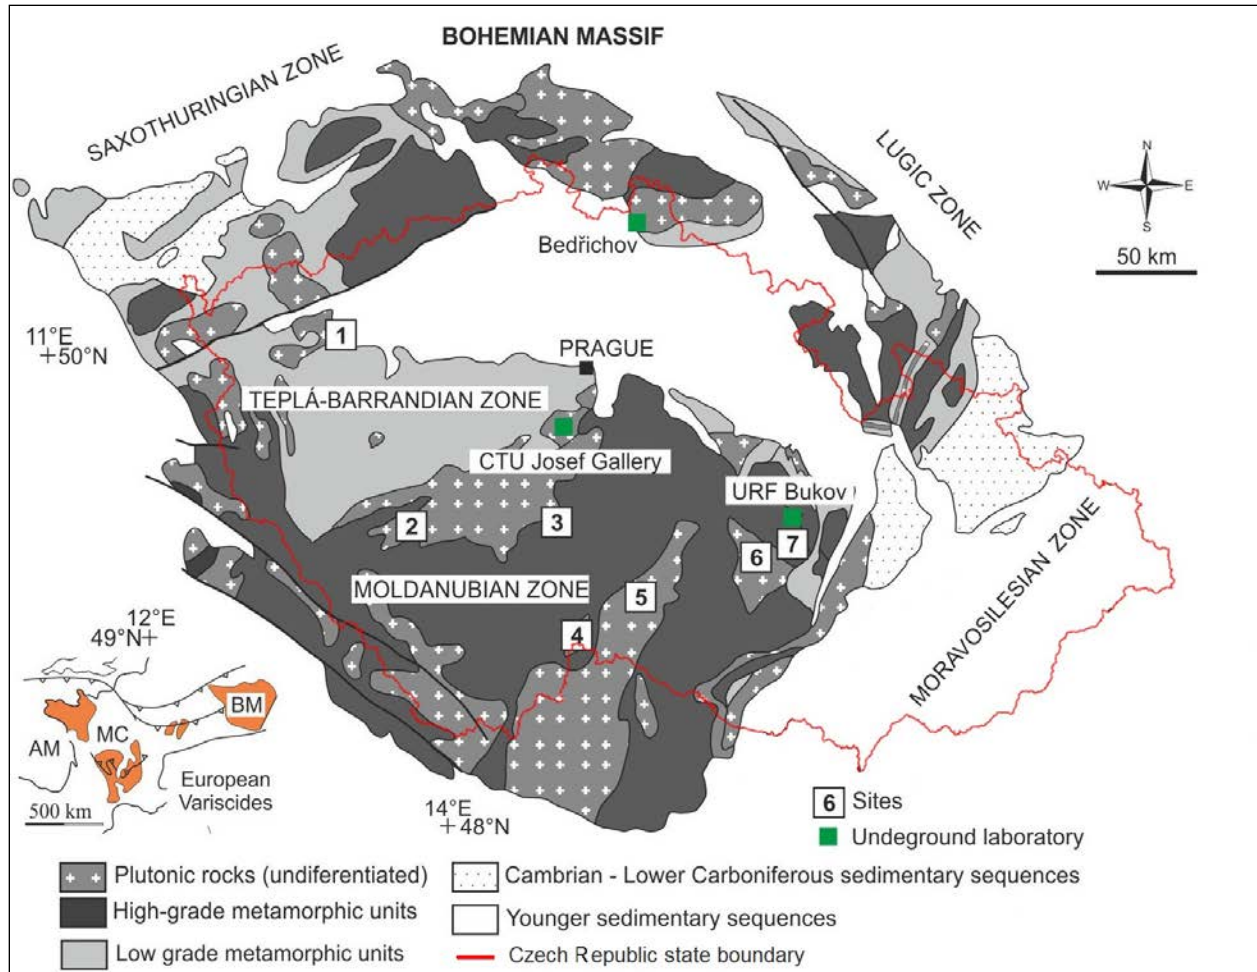 BOHEMIAN MASSIF
SAXOTHURINGIAN ZONE
LUGIC ZONE
N
W E
S
50 km
Bedřichov
11°E
+50°N
1
PRAGUE
TEPLÁ-BARRANDIAN ZONE
CTU Josef Gallery
URF Bukov
2
3
6
7
MOLDANUBIAN ZONE
5
4
MORAVOSILESIAN ZONE
12°E
49°N+
BM
AM
MC
European
Variscides
500 km
14°E
+48°N
6 Sites
Undeground laboratory
Plutonic rocks (undiferentiated)
High-grade metamorphic units
Low grade metamorphic units
Cambrian - Lower Carboniferous sedimentary sequences
Younger sedimentary sequences
Czech Republic state boundary